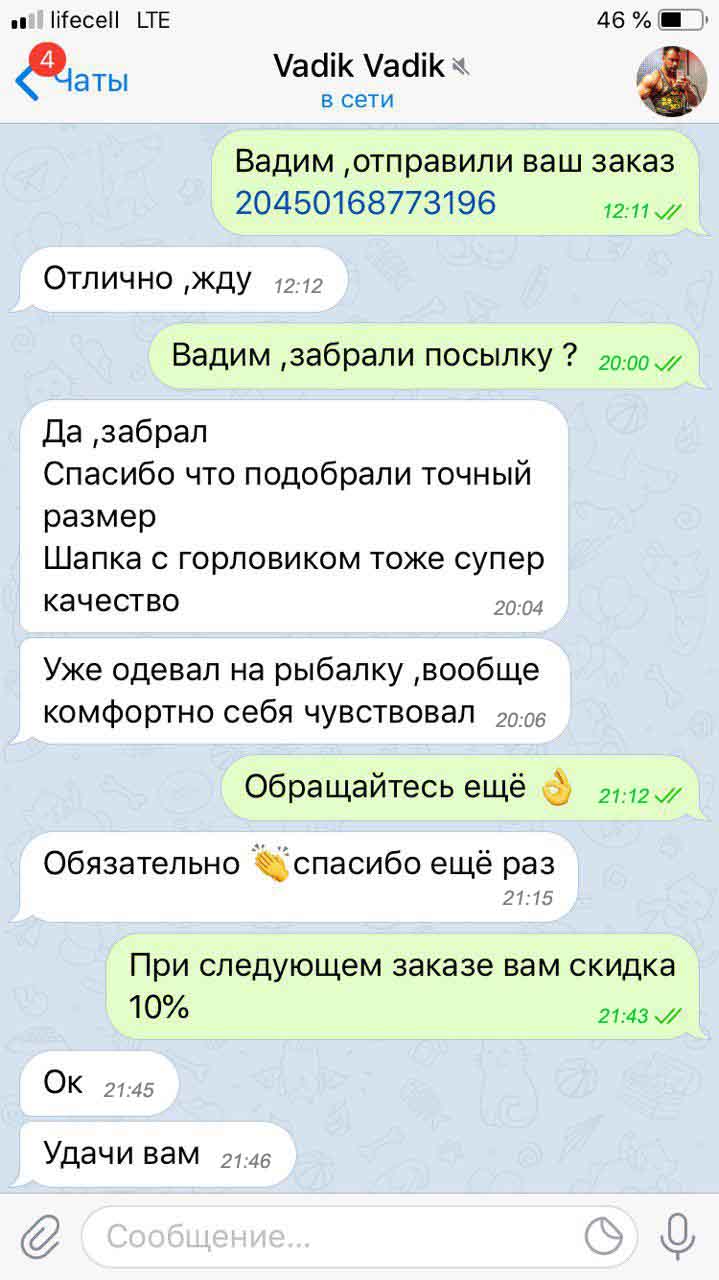 lifecell LTE 46 %
4
Чаты
Vadik Vadik
в сети
Вадим ,отправили ваш заказ
20450168773196 12:11
Отлично ,жду 12:12
Вадим ,забрали посылку ? 20:00
Да ,забрал
Спасибо что подобрали точный
размер
Шапка с горловиком тоже супер
качество 20:04
Уже одевал на рыбалку ,вообще
комфортно себя чувствовал 20:06
Обращайтесь ещё 👌 21:12
Обязательно 👏спасибо ещё раз
21:15
При следующем заказе вам скидка
10% 21:43
Ок 21:45
Удачи вам 21:46
Сообщение...